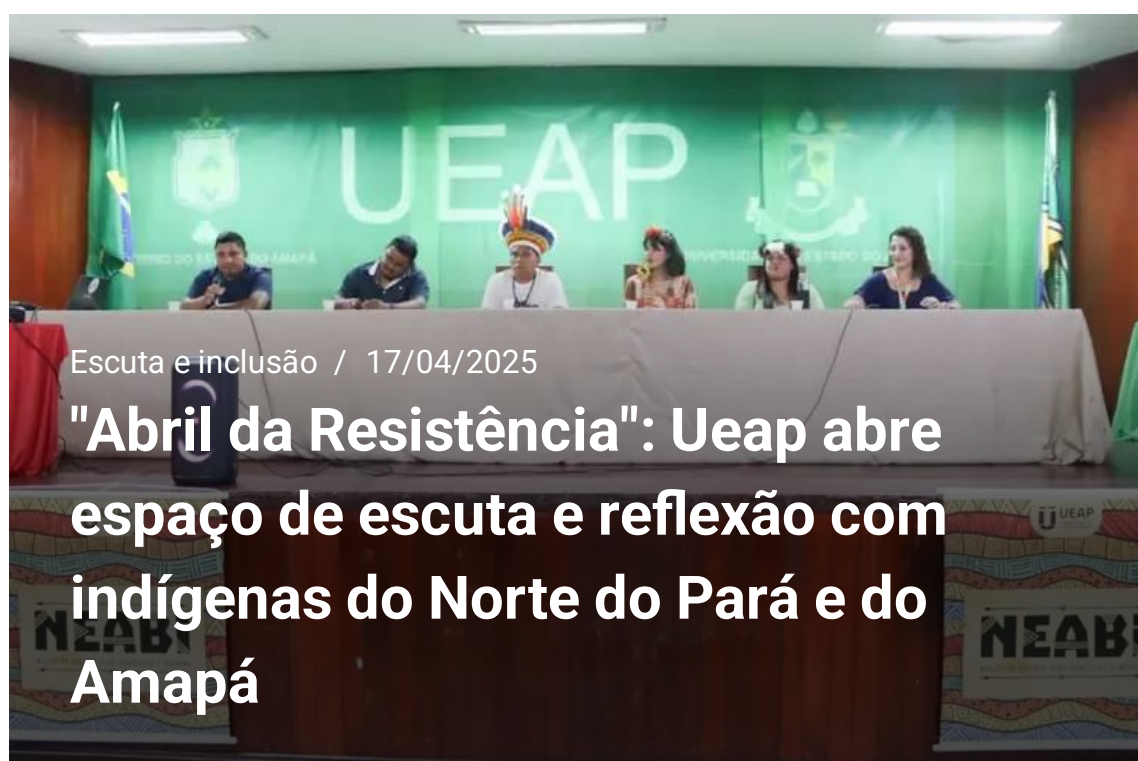 UEAP
Escuta e inclusão / 17/04/2025
"Abril da Resistência": Ueap abre
espaço de escuta e reflexão com
indígenas do Norte do Pará e do
Amapá
UEAP
NEABI
NEABI